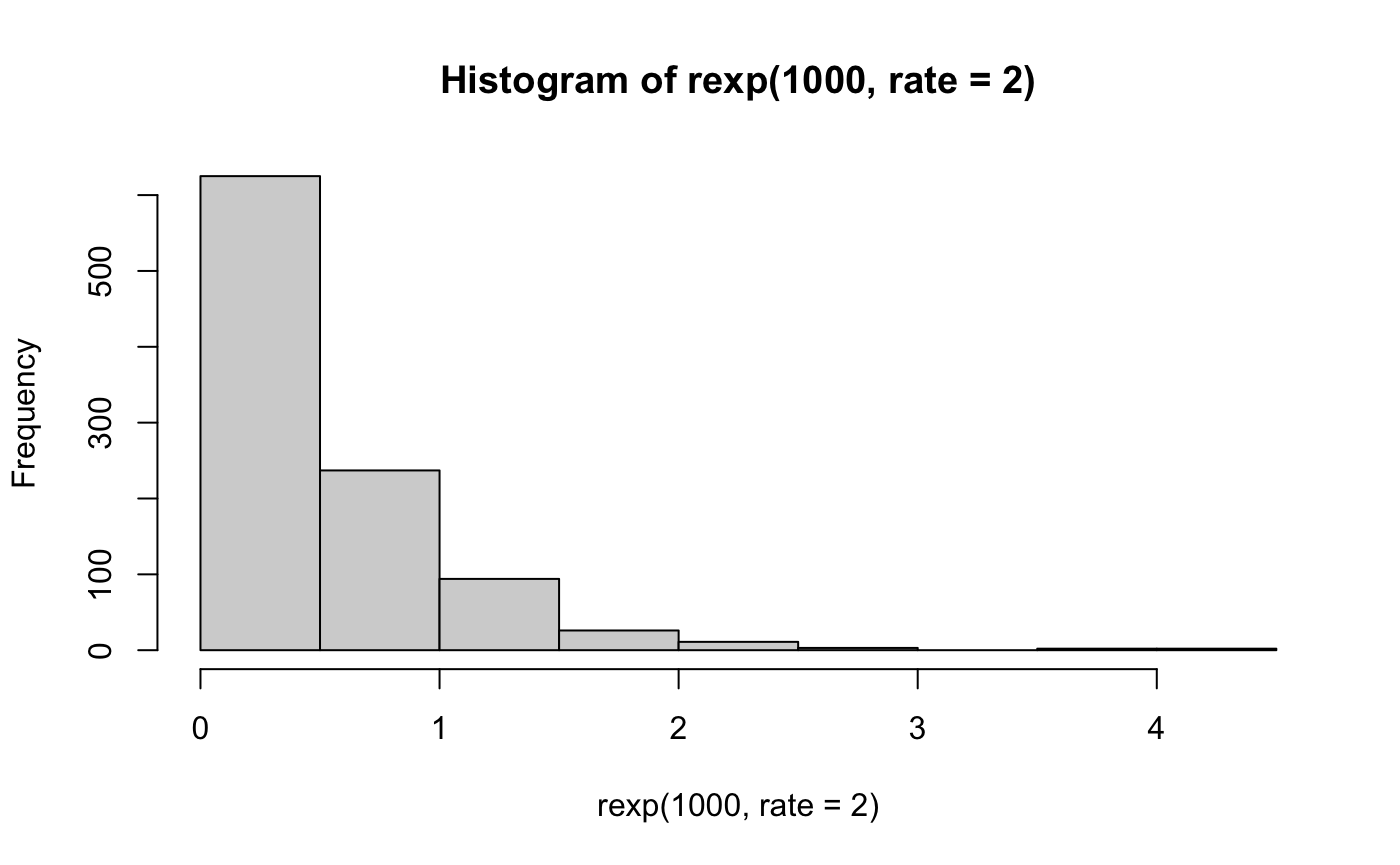 Histogram of rexp(1000, rate = 2)
Frequency
500
300
100
0
0 1 2 3 4
rexp(1000, rate = 2)